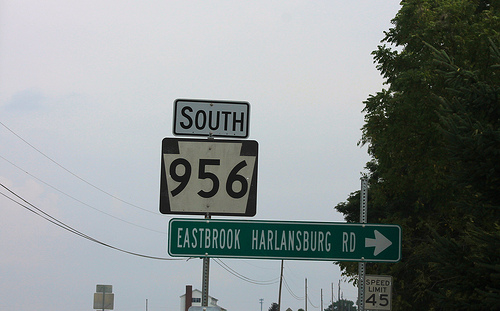 SOUTH
956
EASTBROOK HARLANSBURG RD
SPEED
LIMIT
45